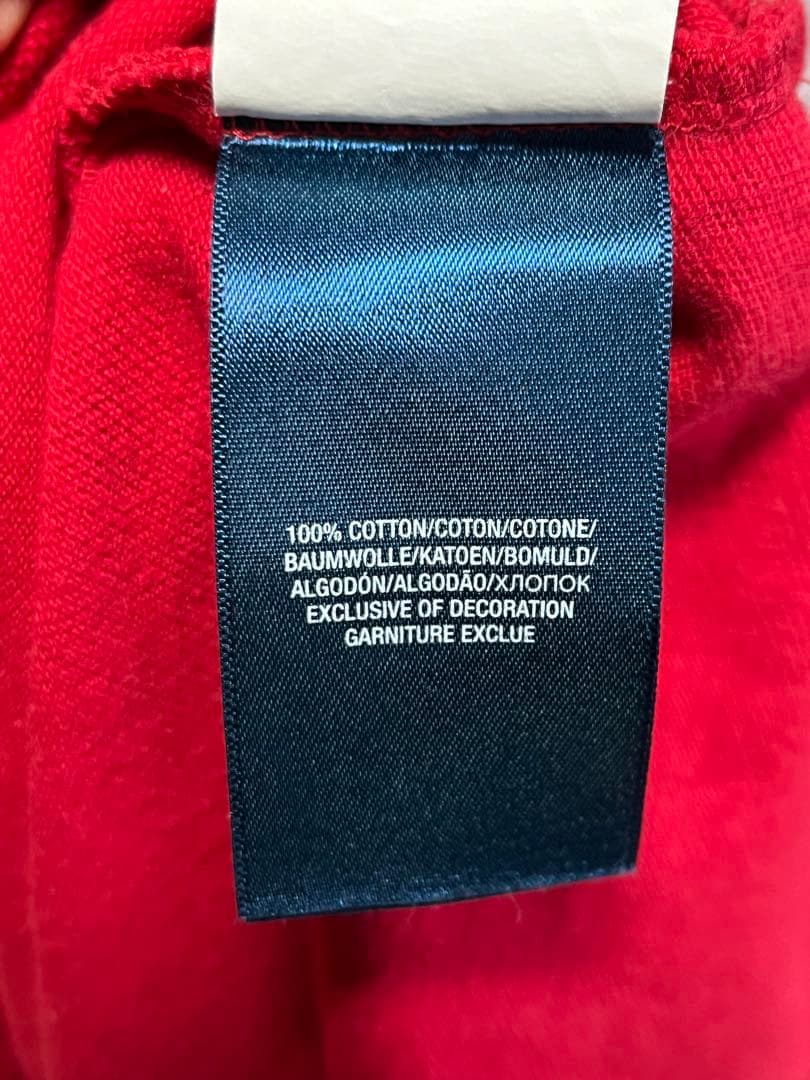 100% COTTON/COTON/COTONE/
BAUMWOLLE/KATOEN/BOMULD/
ALGODÓN/ALGODÃO/ХЛОПОК
EXCLUSIVE OF DECORATION
GARNITURE EXCLUE